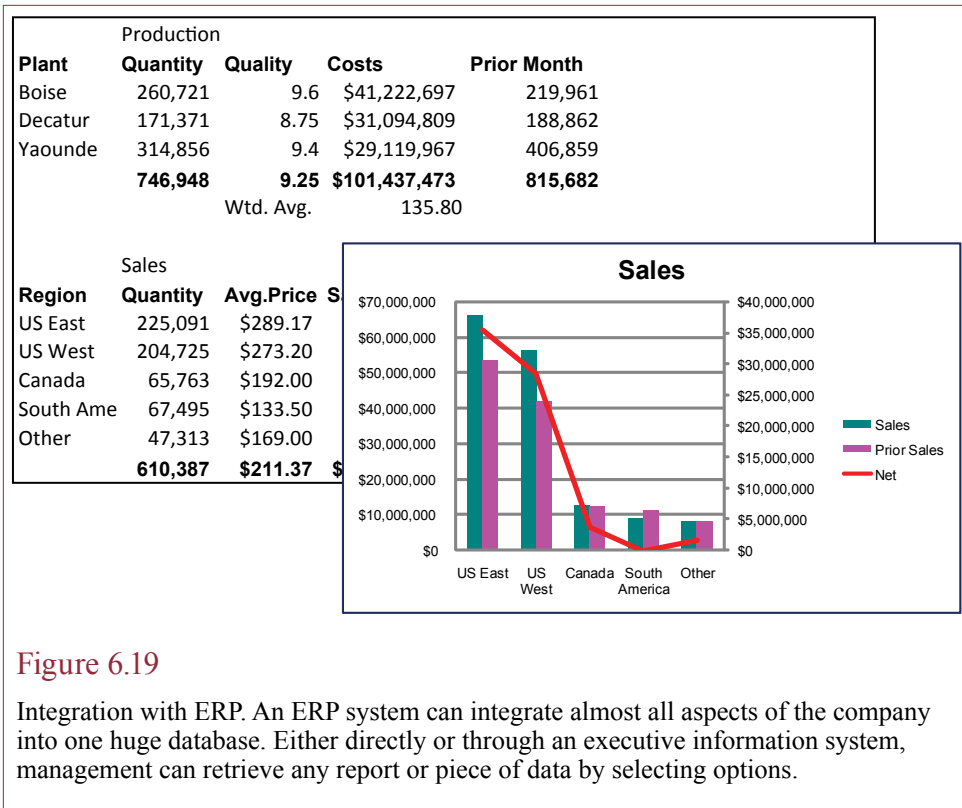 Production
Plant Quantity Quality Costs Prior Month
Boise 260,721 9.6 $41,222,697 219,961
Decatur 171,371 8.75 $31,094,809 188,862
Yaounde 314,856 9.4 $29,119,967 406,859
746,948 9.25 $101,437,473 815,682
Wtd. Avg. 135.80
Sales
Region Quantity Avg.Price S
US East 225,091 $289.17
US West 204,725 $273.20
Canada 65,763 $192.00
South Ame 67,495 $133.50
Other 47,313 $169.00
610,387 $211.37 $
Sales
$70,000,000
$60,000,000
$50,000,000
$40,000,000
$30,000,000
$20,000,000
$10,000,000
$0
$40,000,000
$35,000,000
$30,000,000
$25,000,000
$20,000,000
$15,000,000
$10,000,000
$5,000,000
$0
US East US West Canada South America Other
Sales
Prior Sales
Net
Figure 6.19
Integration with ERP. An ERP system can integrate almost all aspects of the company
into one huge database. Either directly or through an executive information system,
management can retrieve any report or piece of data by selecting options.